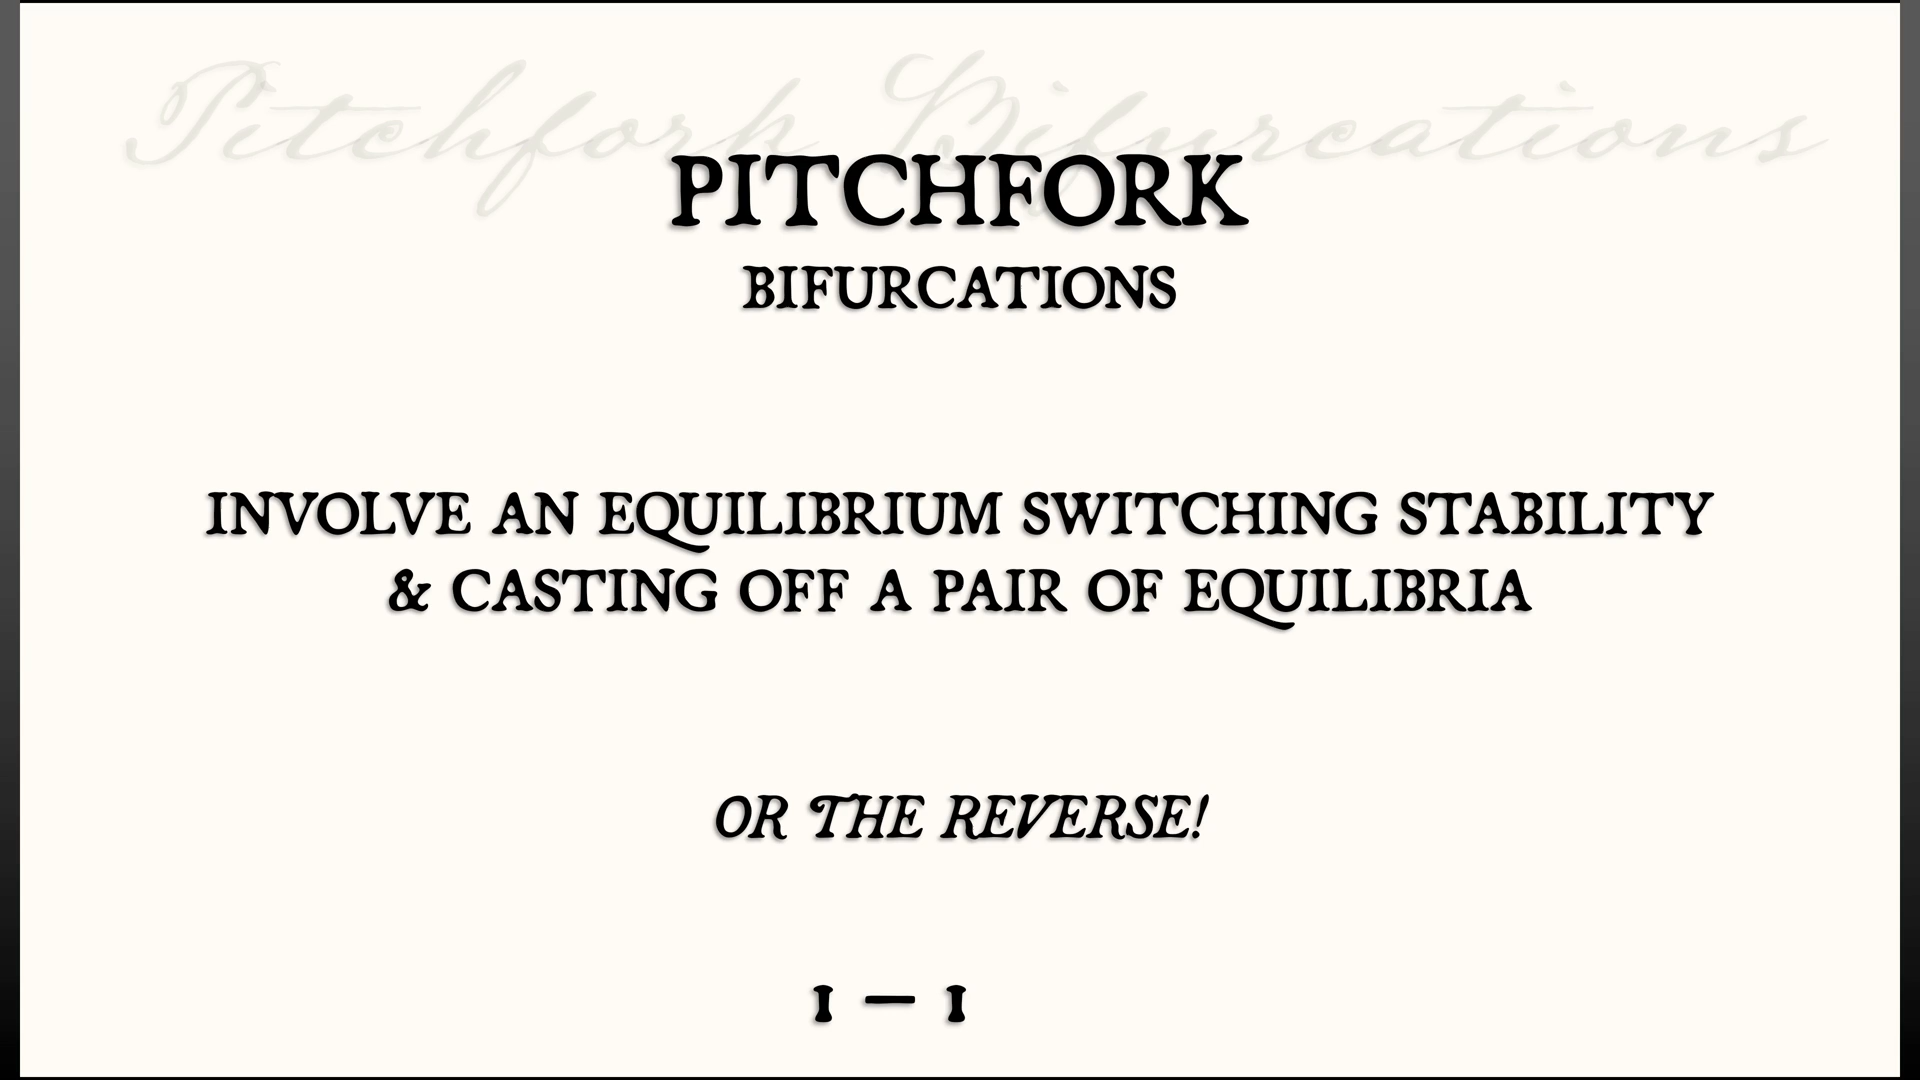 Pitchfork Bifurcations
PITCHFORK
BIFURCATIONS
INVOLVE AN EQUILIBRIUM SWITCHING STABILITY
& CASTING OFF A PAIR OF EQUILIBRIA
OR THE REVERSE!
1 — 1